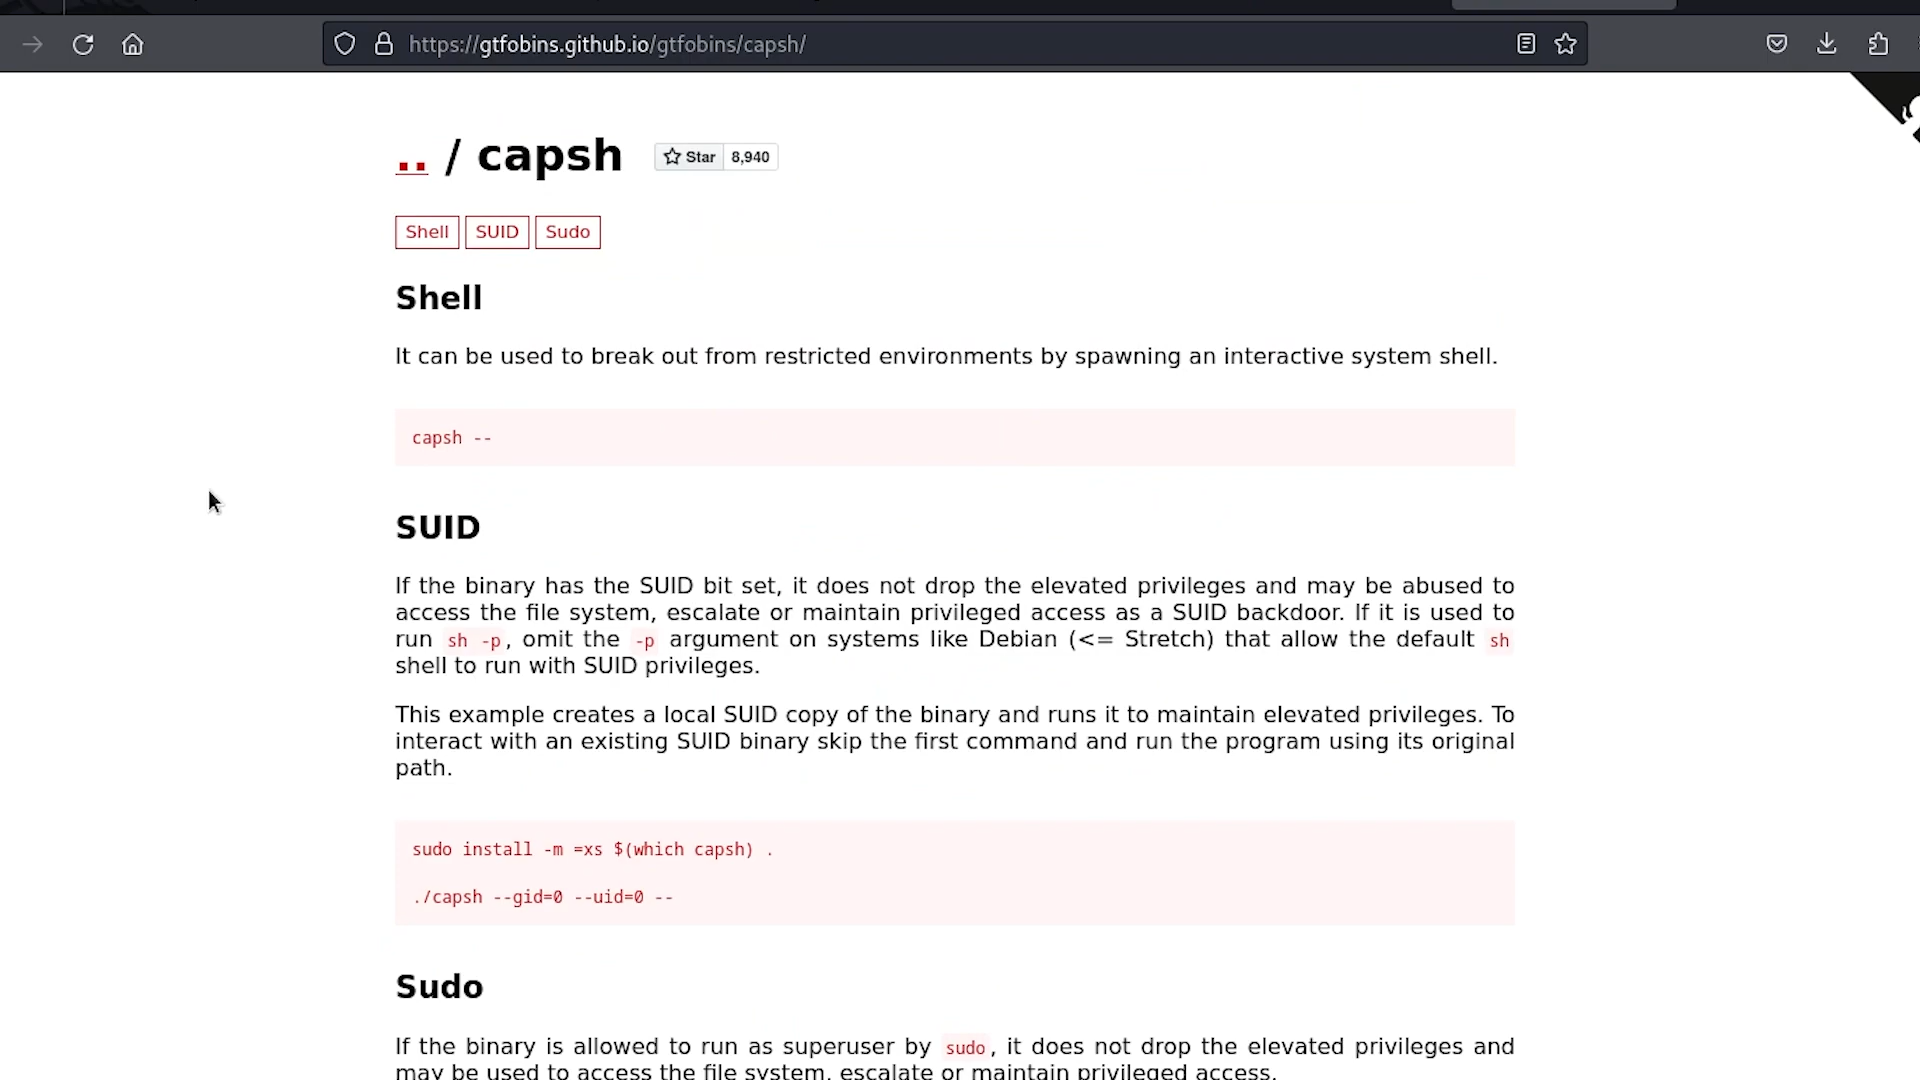 https://gtfobins.github.io/gtfobins/capsh/
.. / capsh Star 8,940
Shell SUID Sudo
Shell
It can be used to break out from restricted environments by spawning an interactive system shell.
capsh --
SUID
If the binary has the SUID bit set, it does not drop the elevated privileges and may be abused to
access the file system, escalate or maintain privileged access as a SUID backdoor. If it is used to
run sh -p, omit the -p argument on systems like Debian (<= Stretch) that allow the default sh
shell to run with SUID privileges.
This example creates a local SUID copy of the binary and runs it to maintain elevated privileges. To
interact with an existing SUID binary skip the first command and run the program using its original
path.
sudo install -m =xs $(which capsh) .
./capsh --gid=0 --uid=0 --
Sudo
If the binary is allowed to run as superuser by sudo, it does not drop the elevated privileges and
may be used to access the file system, escalate or maintain privileged access.